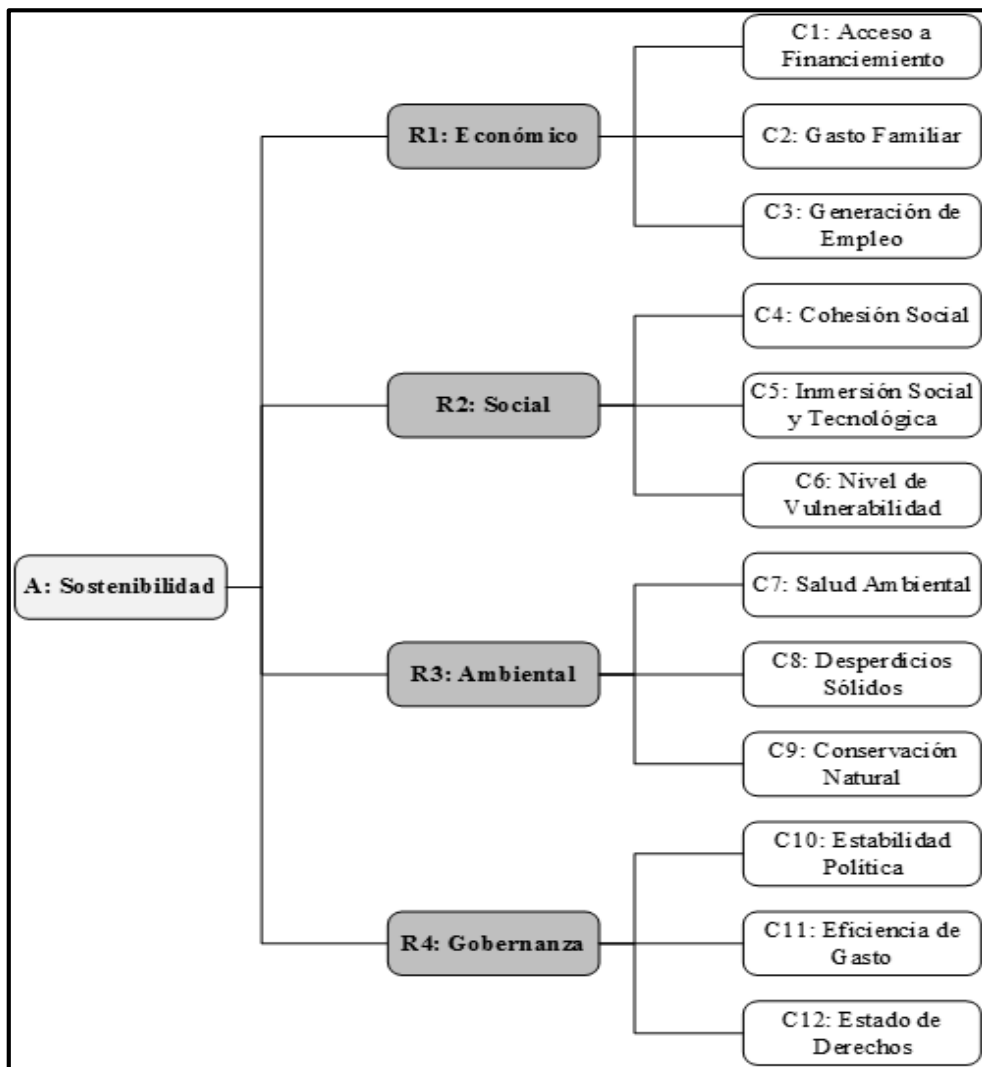 C1: Acceso a
Financiemiento
R1: Económico
C2: Gasto Familiar
C3: Generación de
Empleo
C4: Cohesión Social
R2: Social
C5: Inmersión Social
y Tecnológica
C6: Nivel de
Vulnerabilidad
A: Sostenibilidad
C7: Salud Ambiental
R3: Ambiental
C8: Desperdicios
Sólidos
C9: Conservación
Natural
C10: Estabilidad
Política
R4: Gobernanza
C11: Eficiencia de
Gasto
C12: Estado de
Derechos